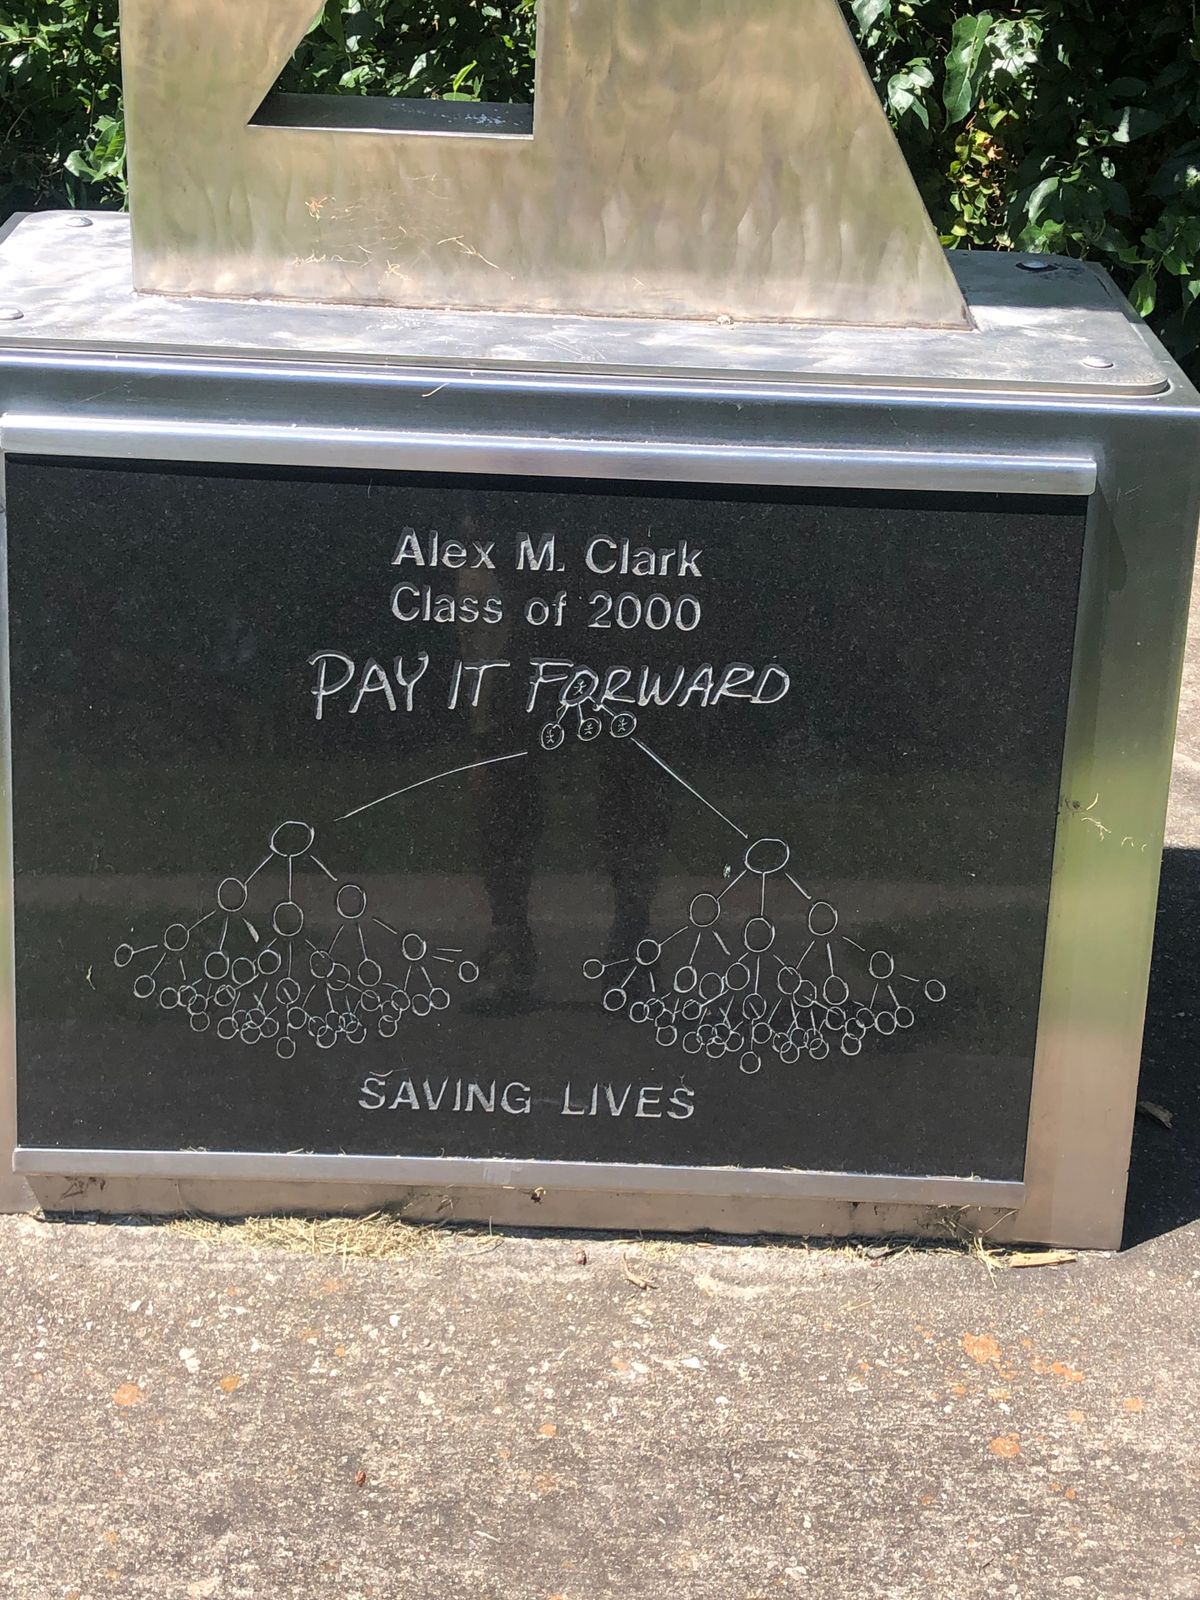 Alex M. Clark
Class of 2000
PAY IT FORWARD
SAVING LIVES